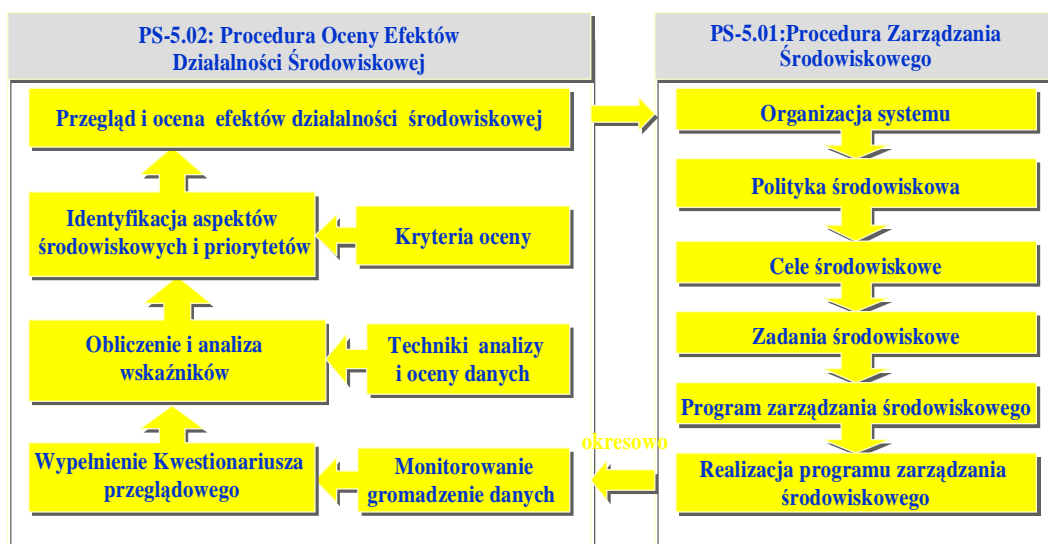 PS-5.02: Procedura Oceny Efektów
Działalności Środowiskowej
Przegląd i ocena efektów działalności środowiskowej
Identyfikacja aspektów
środowiskowych i priorytetów
Kryteria oceny
Obliczenie i analiza
wskaźników
Techniki analizy
i oceny danych
Wypełnienie Kwestionariusza
przeglądowego
Monitorowanie
gromadzenie danych
okresowo
PS-5.01:Procedura Zarządzania
Środowiskowego
Organizacja systemu
Polityka środowiskowa
Cele środowiskowe
Zadania środowiskowe
Program zarządzania środowiskowego
Realizacja programu zarządzania
środowiskowego